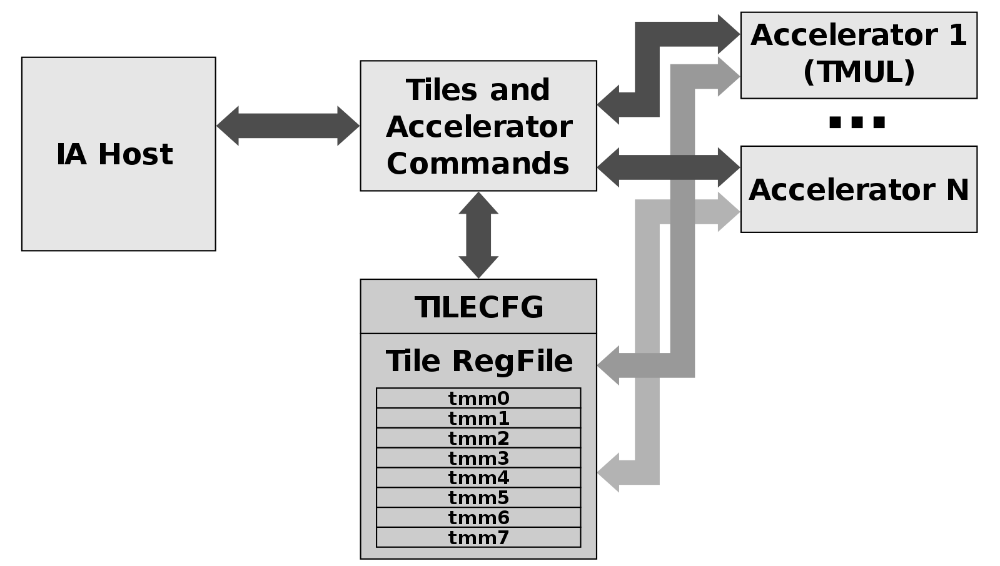 IA Host
Tiles and
Accelerator
Commands
Accelerator 1
(TMUL)
...
Accelerator N
TILECFG
Tile RegFile
tmm0
tmm1
tmm2
tmm3
tmm4
tmm5
tmm6
tmm7